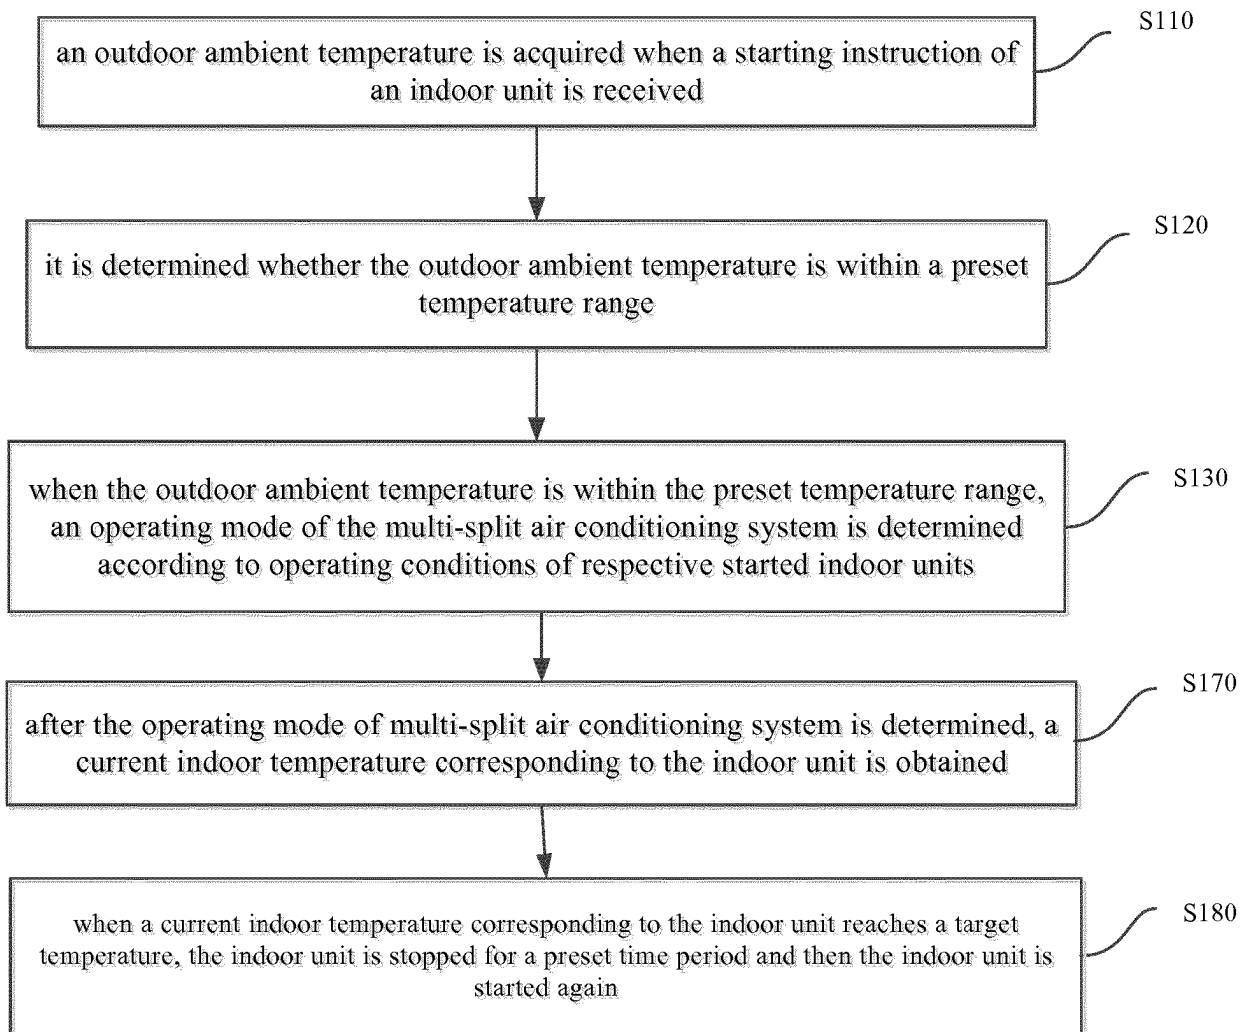 S110
an outdoor ambient temperature is acquired when a starting instruction of
an indoor unit is received
S120
it is determined whether the outdoor ambient temperature is within a preset
temperature range
S130
when the outdoor ambient temperature is within the preset temperature range,
an operating mode of the multi-split air conditioning system is determined
according to operating conditions of respective started indoor units
S170
after the operating mode of multi-split air conditioning system is determined, a
current indoor temperature corresponding to the indoor unit is obtained
S180
when a current indoor temperature corresponding to the indoor unit reaches a target
temperature, the indoor unit is stopped for a preset time period and then the indoor unit is
started again